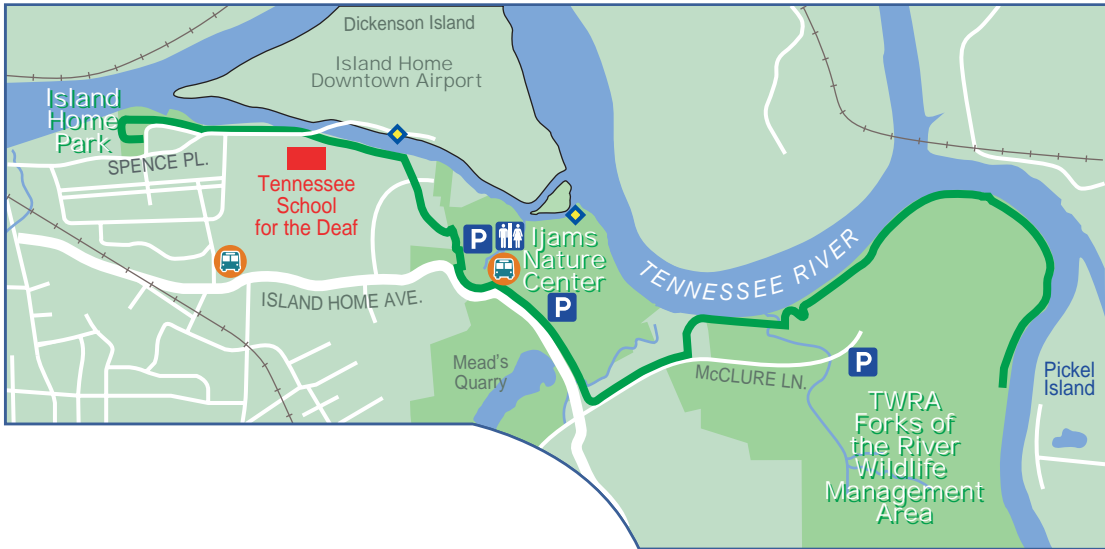 Dickenson Island
Island Home
Downtown Airport
Island
Home
Park
SPENCE PL.
Tennessee
School
for the Deaf
P
Ijams
Nature
Center
P
ISLAND HOME AVE.
TENNESSEE RIVER
Mead's
Quarry
McCLURE LN.
P
Pickel
Island
TWRA
Forks of
the River
Wildlife
Management
Area